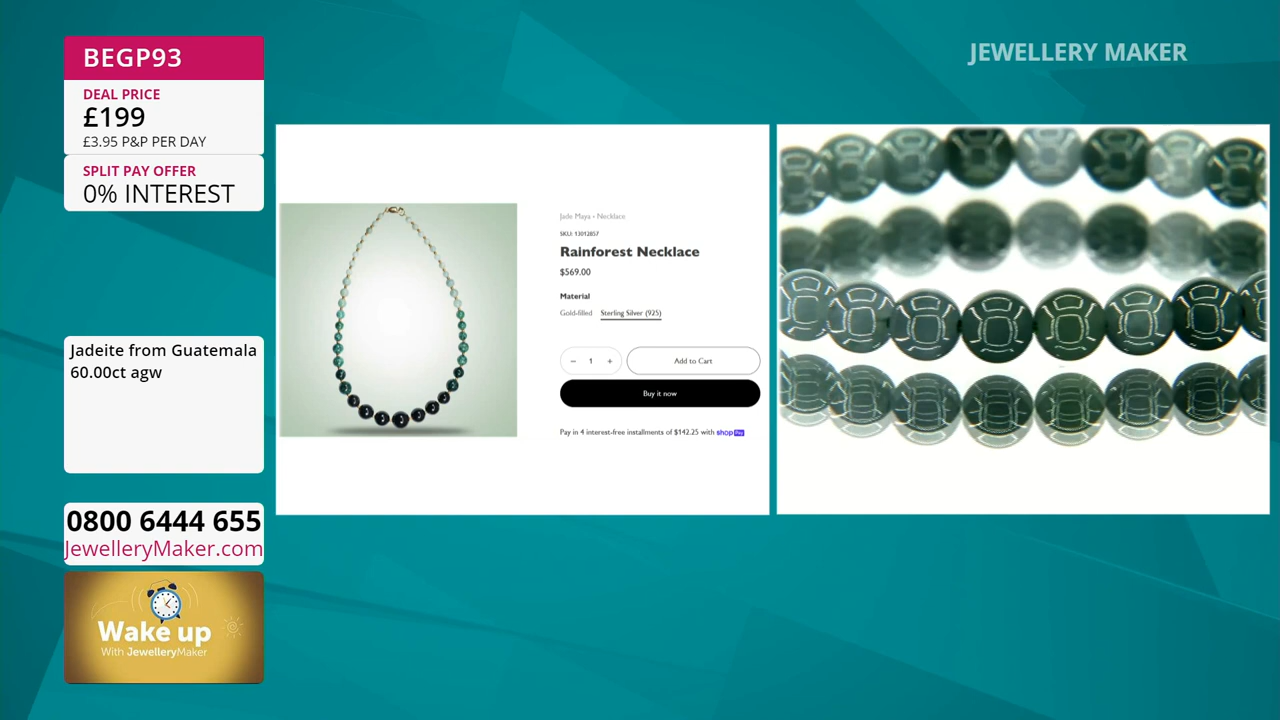 BEGP93
DEAL PRICE
£199
£3.95 P&P PER DAY
SPLIT PAY OFFER
0% INTEREST
Jadeite from Guatemala
60.00ct agw
0800 6444 655
JewelleryMaker.com
Wake up
With JewelleryMaker
JEWELLERY MAKER
Jade Maya - Necklace
SKU: 13012857
Rainforest Necklace
$569.00
Material
Gold-filled Sterling Silver (925)
− 1 +
Add to Cart
Buy it now
Pay in 4 interest-free installments of $142.25 with shop Pay